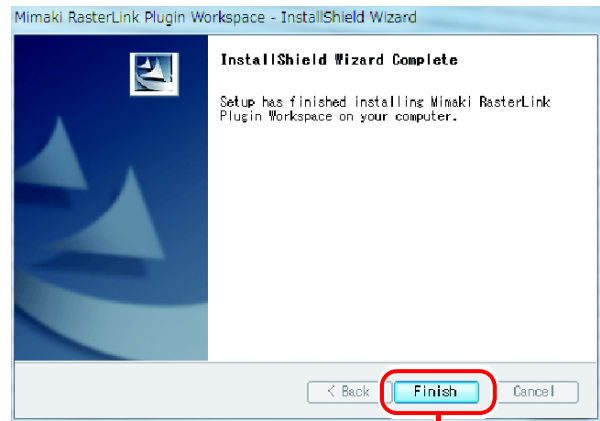 Mimaki RasterLink Plugin Workspace - InstallShield Wizard
InstallShield Wizard Complete
Setup has finished installing Mimaki RasterLink
Plugin Workspace on your computer.
< Back
Finish
Cancel